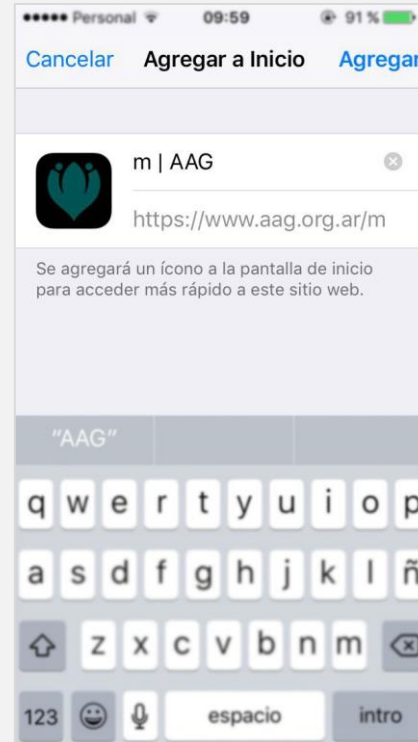 Personal 09:59 91 %
Cancelar Agregar a Inicio Agregar
m | AAG
https://www.aag.org.ar/m
Se agregará un ícono a la pantalla de inicio
para acceder más rápido a este sitio web.
"AAG"
q w e r t y u i o p
a s d f g h j k l ñ
z x c v b n m
123 espacio intro